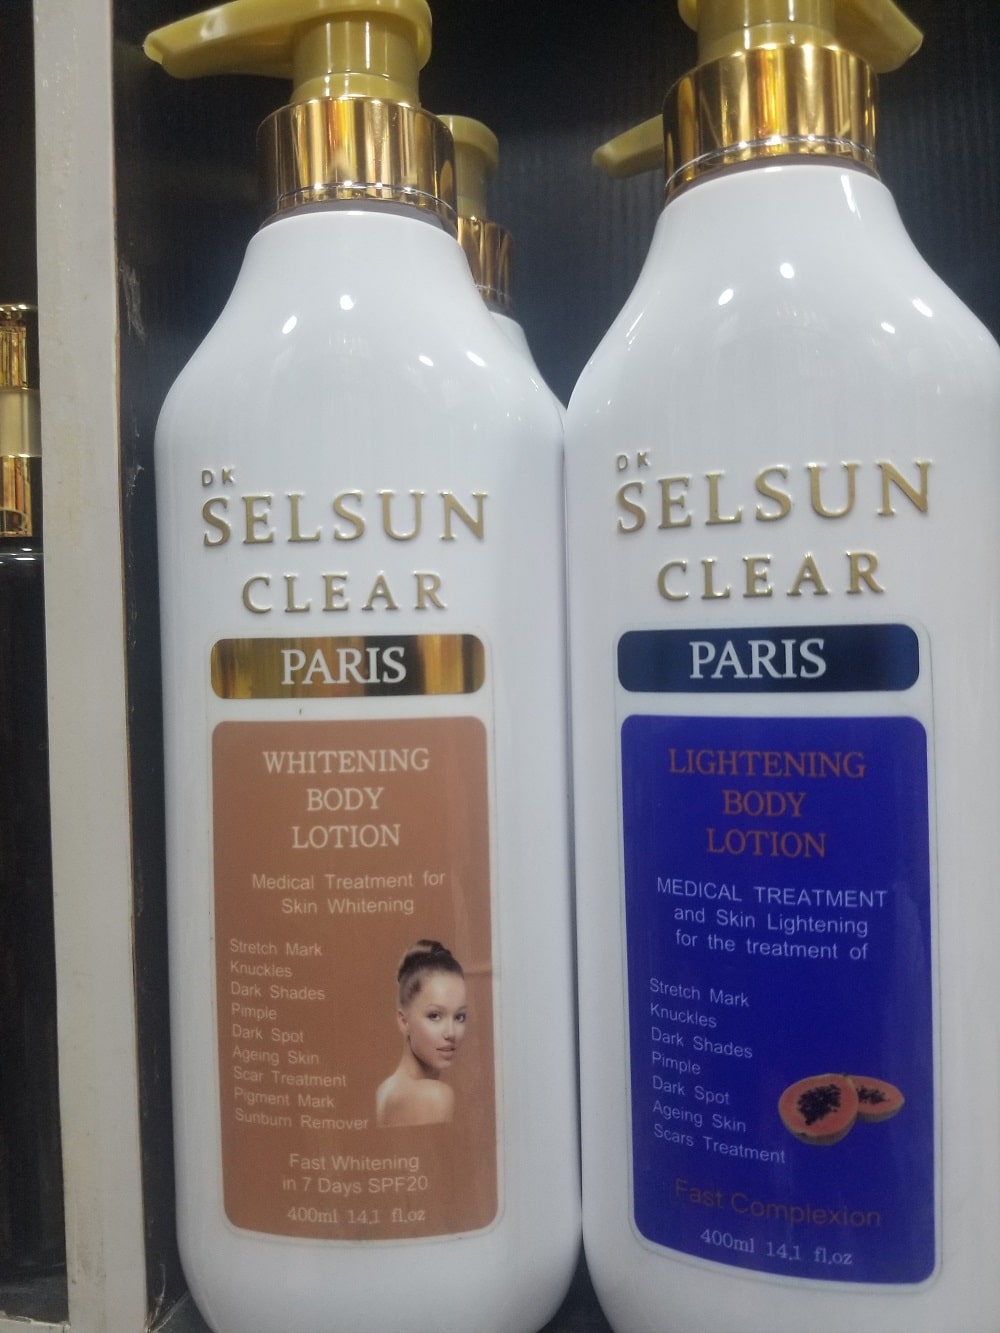 DK
SELSUN
CLEAR
PARIS
WHITENING
BODY
LOTION
Medical Treatment for
Skin Whitening
Stretch Mark
Knuckles
Dark Shades
Pimple
Dark Spot
Ageing Skin
Scar Treatment
Pigment Mark
Sunburn Remover
Fast Whitening
in 7 Days SPF20
400ml 14.1 fl.oz
DK
SELSUN
CLEAR
PARIS
LIGHTENING
BODY
LOTION
MEDICAL TREATMENT
and Skin Lightening
for the treatment of
Stretch Mark
Knuckles
Dark Shades
Pimple
Dark Spot
Ageing Skin
Scars Treatment
Fast Complexion
400ml 14.1 fl.oz